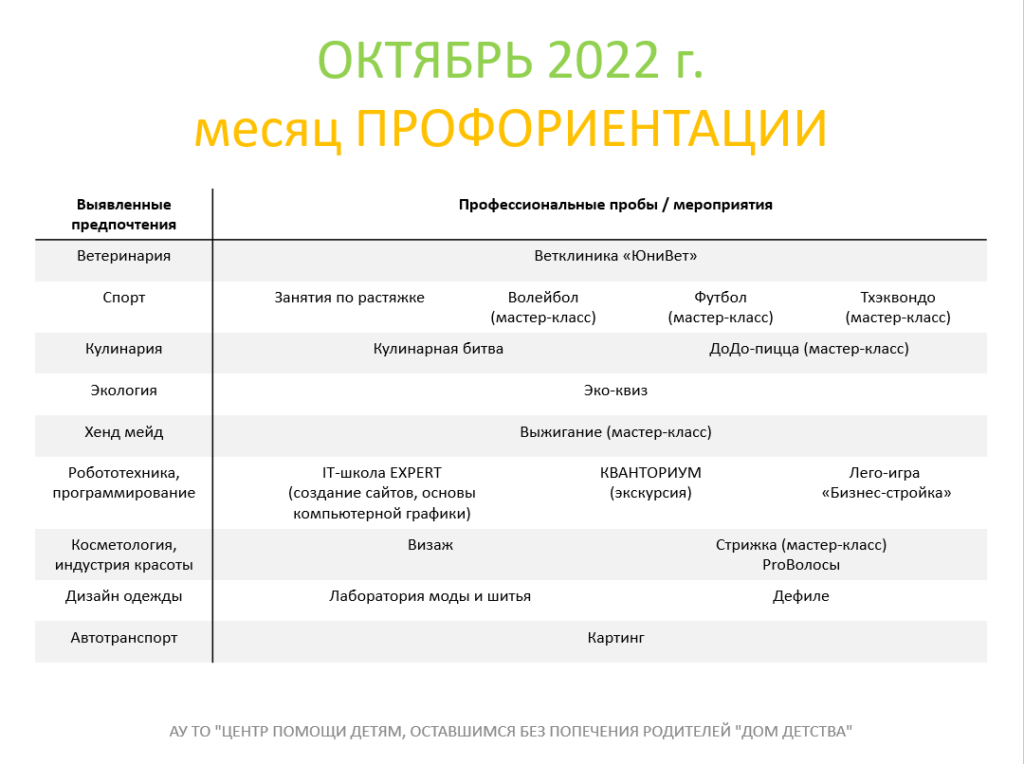 ОКТЯБРЬ 2022 г.
месяц ПРОФОРИЕНТАЦИИ
Выявленные
предпочтения
Профессиональные пробы / мероприятия
Ветеринария
Ветклиника «ЮниВет»
Спорт
Занятия по растяжке
Волейбол
(мастер-класс)
Футбол
(мастер-класс)
Тхэквондо
(мастер-класс)
Кулинария
Кулинарная битва
ДоДо-пицца (мастер-класс)
Экология
Эко-квиз
Хенд мейд
Выжигание (мастер-класс)
Робототехника,
программирование
IT-школа EXPERT
(создание сайтов, основы
компьютерной графики)
КВАНТОРИУМ
(экскурсия)
Лего-игра
«Бизнес-стройка»
Косметология,
индустрия красоты
Визаж
Стрижка (мастер-класс)
ProВолосы
Дизайн одежды
Лаборатория моды и шитья
Дефиле
Автотранспорт
Картинг
АУ ТО "ЦЕНТР ПОМОЩИ ДЕТЯМ, ОСТАВШИМСЯ БЕЗ ПОПЕЧЕНИЯ РОДИТЕЛЕЙ "ДОМ ДЕТСТВА"